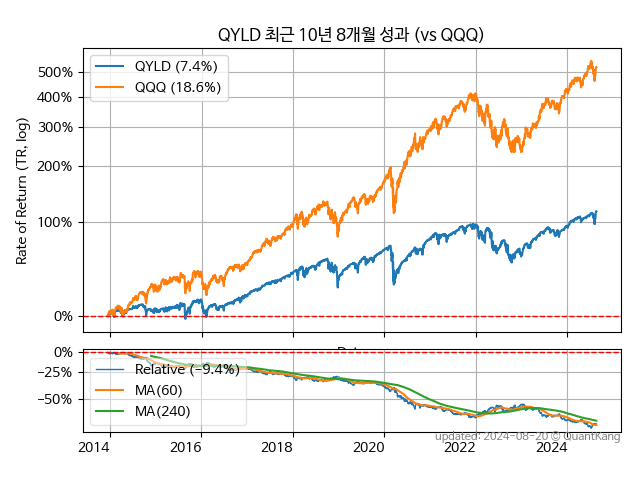 QYLD 최근 10년 8개월 성과 (vs QQQ)
Rate of Return (TR, log)
500%
400%
300%
200%
100%
0%
QYLD (7.4%)
QQQ (18.6%)
0%
−25%
−50%
Relative (−9.4%)
MA(60)
MA(240)
2014 2016 2018 2020 2022 2024
updated: 2024-08-20 © QuantKang